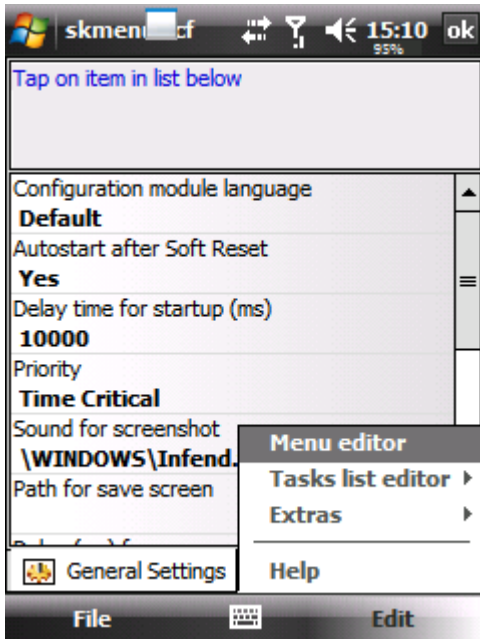 skmenu cf 15:10 ok
95%
Tap on item in list below
Configuration module language
Default
Autostart after Soft Reset
Yes
Delay time for startup (ms)
10000
Priority
Time Critical
Sound for screenshot
\WINDOWS\Infend.
Path for save screen
Menu editor
Tasks list editor
Extras
Help
General Settings
File Edit